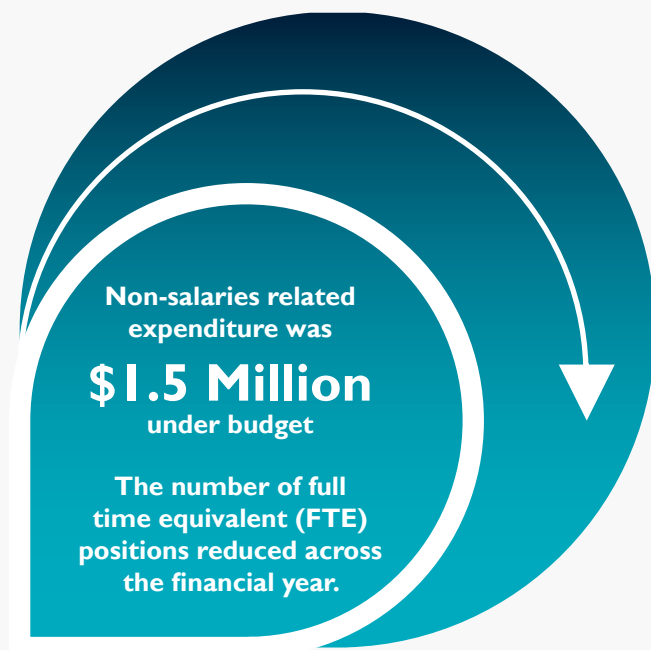 Non-salaries related
expenditure was
$1.5 Million
under budget
The number of full
time equivalent (FTE)
positions reduced across
the financial year.